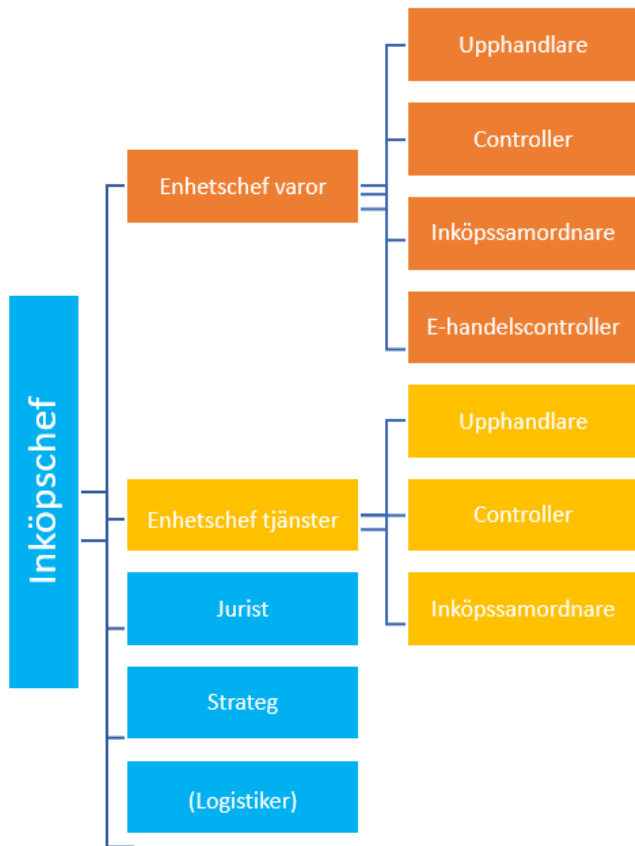 Inköpschef
Enhetschef varor
Upphandlare
Controller
Inköpssamordnare
E-handelscontroller
Enhetschef tjänster
Upphandlare
Controller
Inköpssamordnare
Jurist
Strateg
(Logistiker)